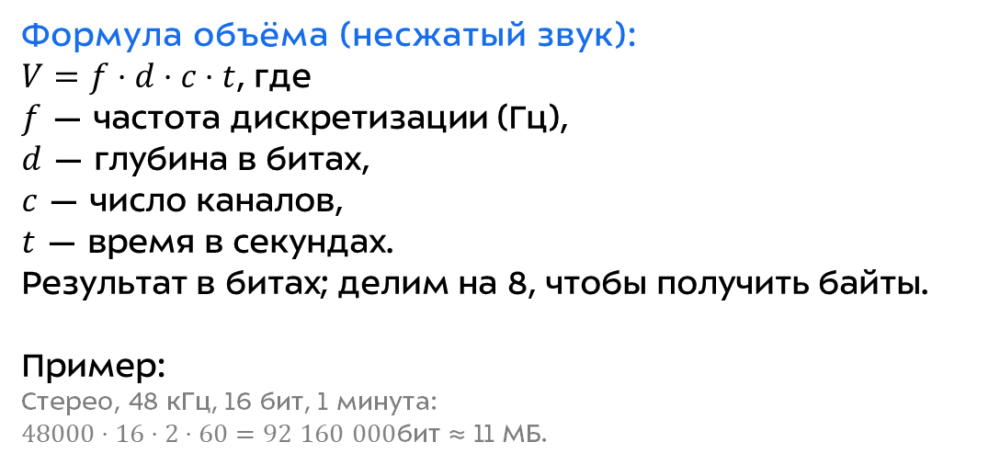 Формула объёма (несжатый звук):
V = f · d · c · t, где
f — частота дискретизации (Гц),
d — глубина в битах,
c — число каналов,
t — время в секундах.
Результат в битах; делим на 8, чтобы получить байты.
Пример:
Стерео, 48 кГц, 16 бит, 1 минута:
48000 · 16 · 2 · 60 = 92 160 000бит ≈ 11 МБ.